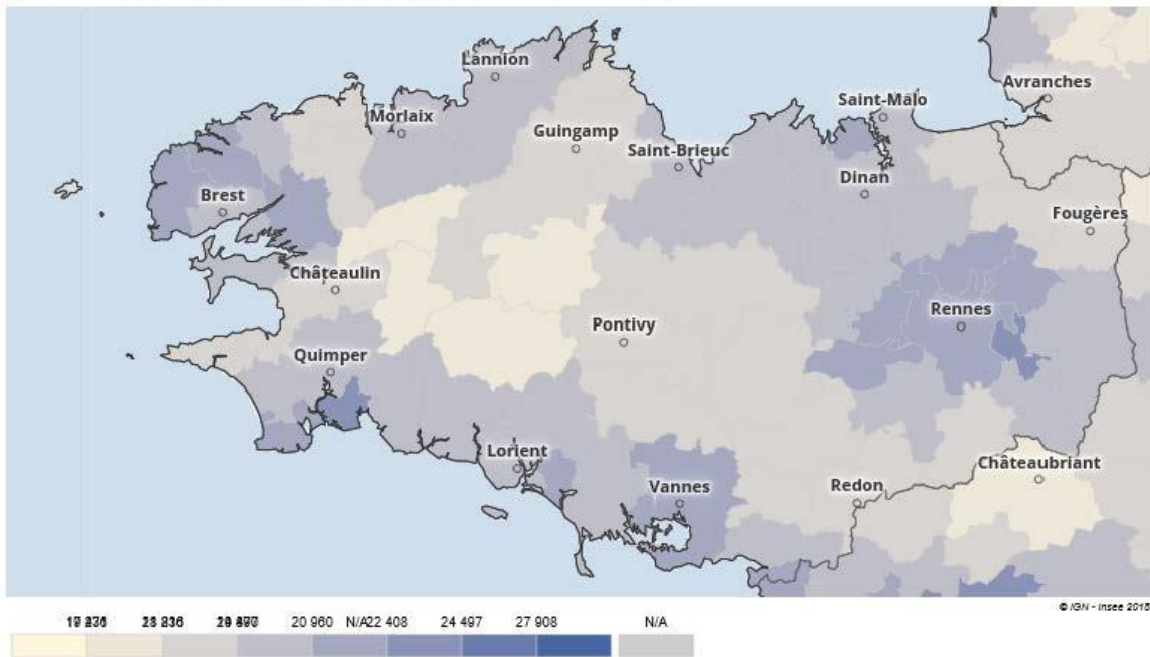 Lannion
Avranches
Saint-Malo
Morlaix
Guingamp
Saint-Brieuc
Dinan
Brest
Fougères
Châteaulin
Rennes
Pontivy
Quimper
Châteaubriant
Lorient
Vannes
Redon
© IGN - Insee 2016
20 960 N/A 22 408 24 497 27 908 N/A